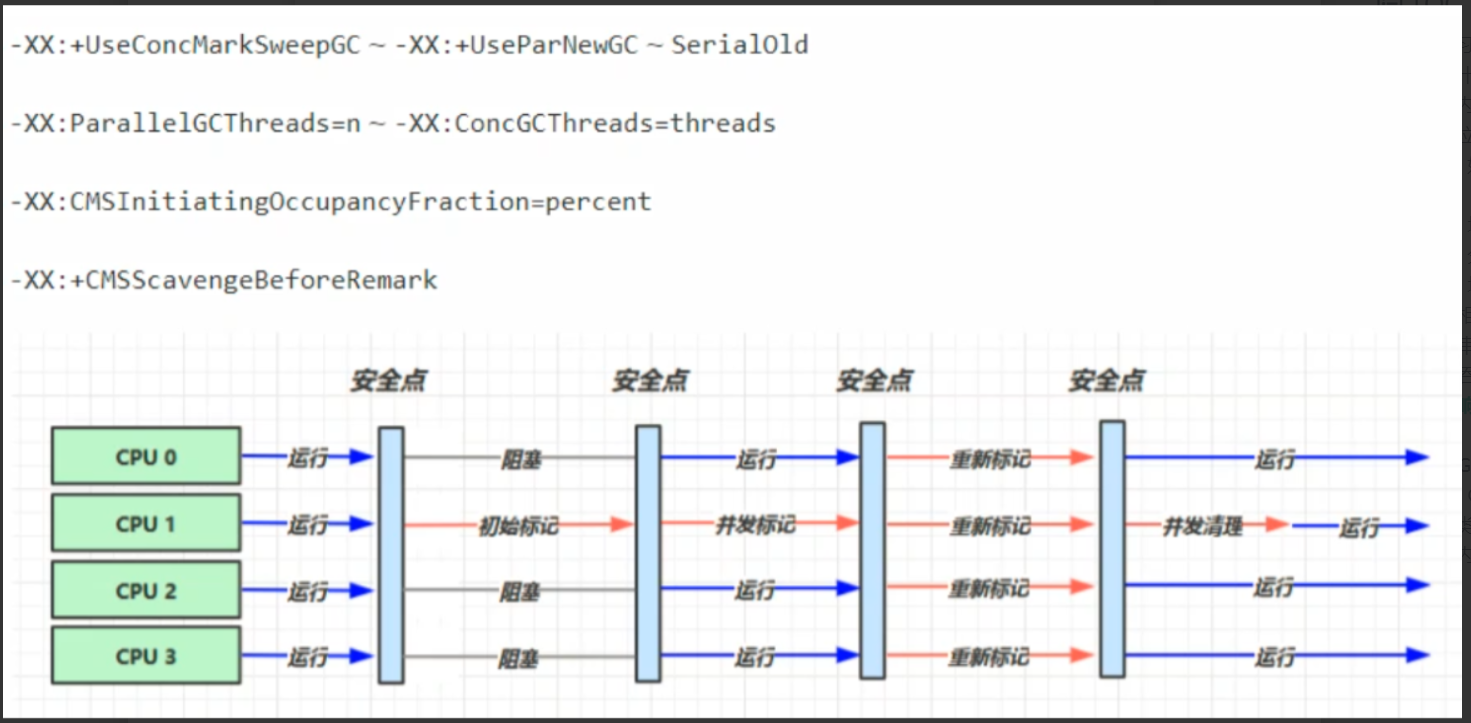 -XX:+UseConcMarkSweepGC ~ -XX:+UseParNewGC ~ SerialOld
-XX:ParallelGCThreads=n ~ -XX:ConcGCThreads=threads
-XX:CMSInitiatingOccupancyFraction=percent
-XX:+CMSScavengeBeforeRemark
安全点 安全点 安全点 安全点
CPU 0 运行 阻塞 运行 重新标记 运行
CPU 1 运行 初始标记 并发标记 重新标记 并发清理 运行
CPU 2 运行 阻塞 运行 重新标记 运行
CPU 3 运行 阻塞 运行 重新标记 运行